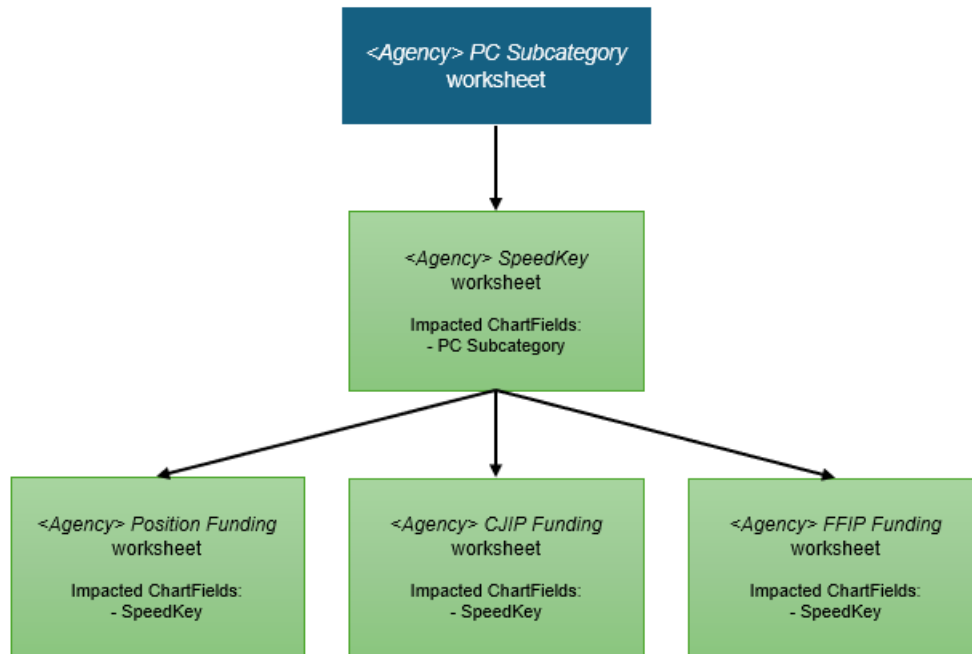 <Agency> PC Subcategory
worksheet
<Agency> SpeedKey
worksheet
Impacted ChartFields:
- PC Subcategory
<Agency> Position Funding
worksheet
Impacted ChartFields:
- SpeedKey
<Agency> CJIP Funding
worksheet
Impacted ChartFields:
- SpeedKey
<Agency> FFIP Funding
worksheet
Impacted ChartFields:
- SpeedKey